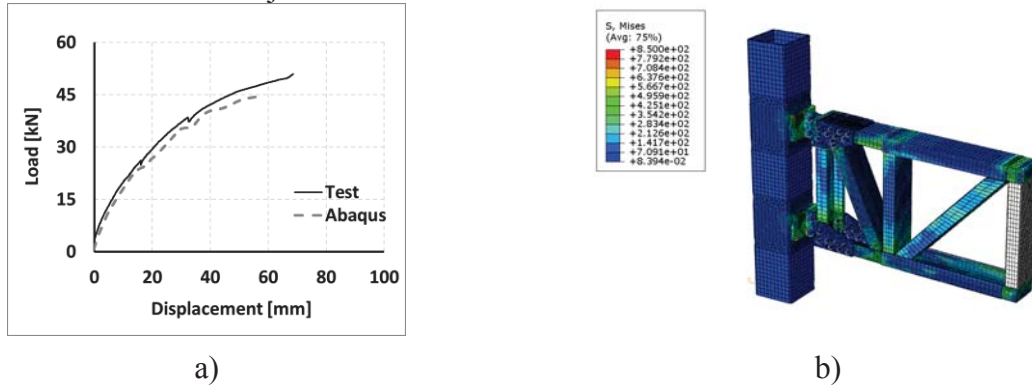 60
45
30
15
0
Load [kN]
Test
Abaqus
0 20 40 60 80 100
Displacement [mm]
a)
S, Mises
(Avg: 75%)
+8.500e+02
+7.792e+02
+7.084e+02
+6.376e+02
+5.667e+02
+4.959e+02
+4.251e+02
+3.542e+02
+2.834e+02
+2.126e+02
+1.417e+02
+7.091e+01
+8.394e-02
b)